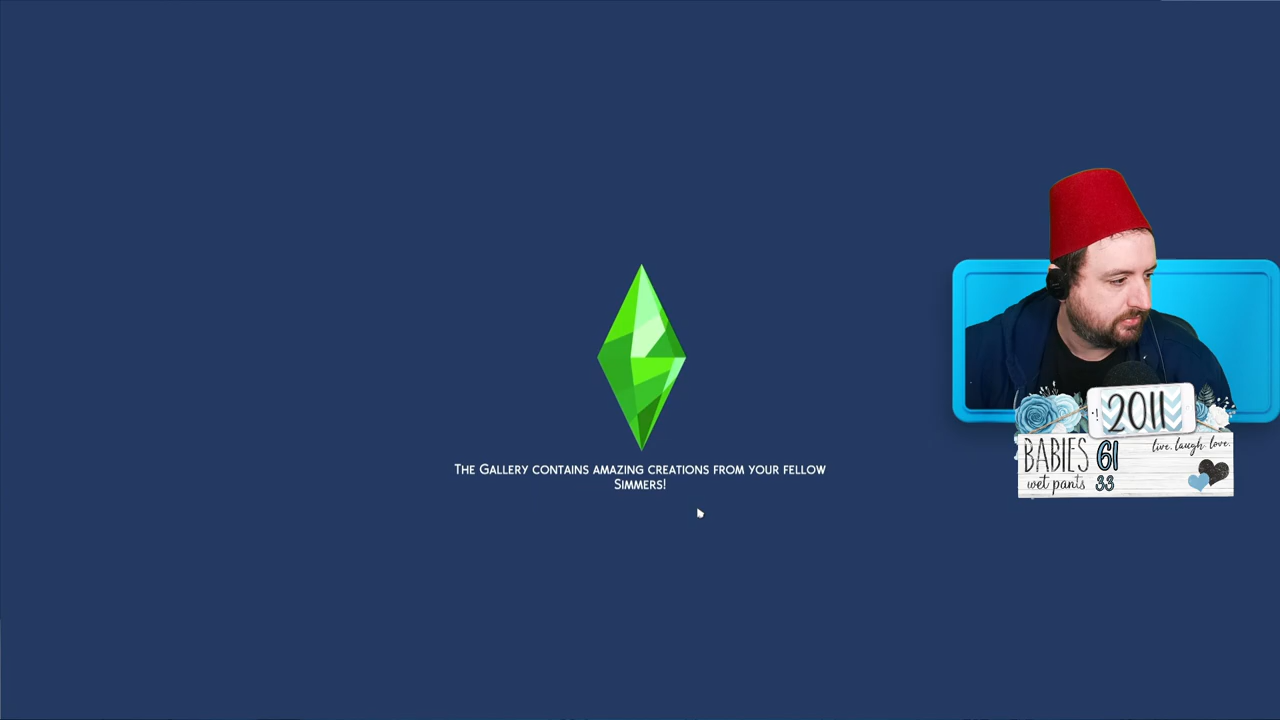 The Gallery contains amazing creations from your fellow
Simmers!
2011
BABIES 61
live. laugh. love.
wet pants 33